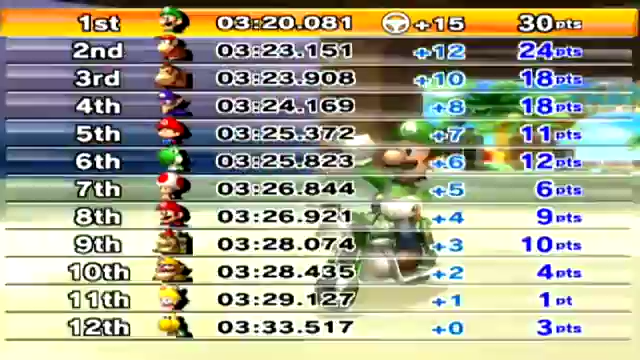 1st 03:20.081 +15 30pts
2nd 03:23.151 +12 24pts
3rd 03:23.908 +10 18pts
4th 03:24.169 +8 18pts
5th 03:25.372 +7 11pts
6th 03:25.823 +6 12pts
7th 03:26.844 +5 6pts
8th 03:26.921 +4 9pts
9th 03:28.074 +3 10pts
10th 03:28.435 +2 4pts
11th 03:29.127 +1 1pt
12th 03:33.517 +0 3pts